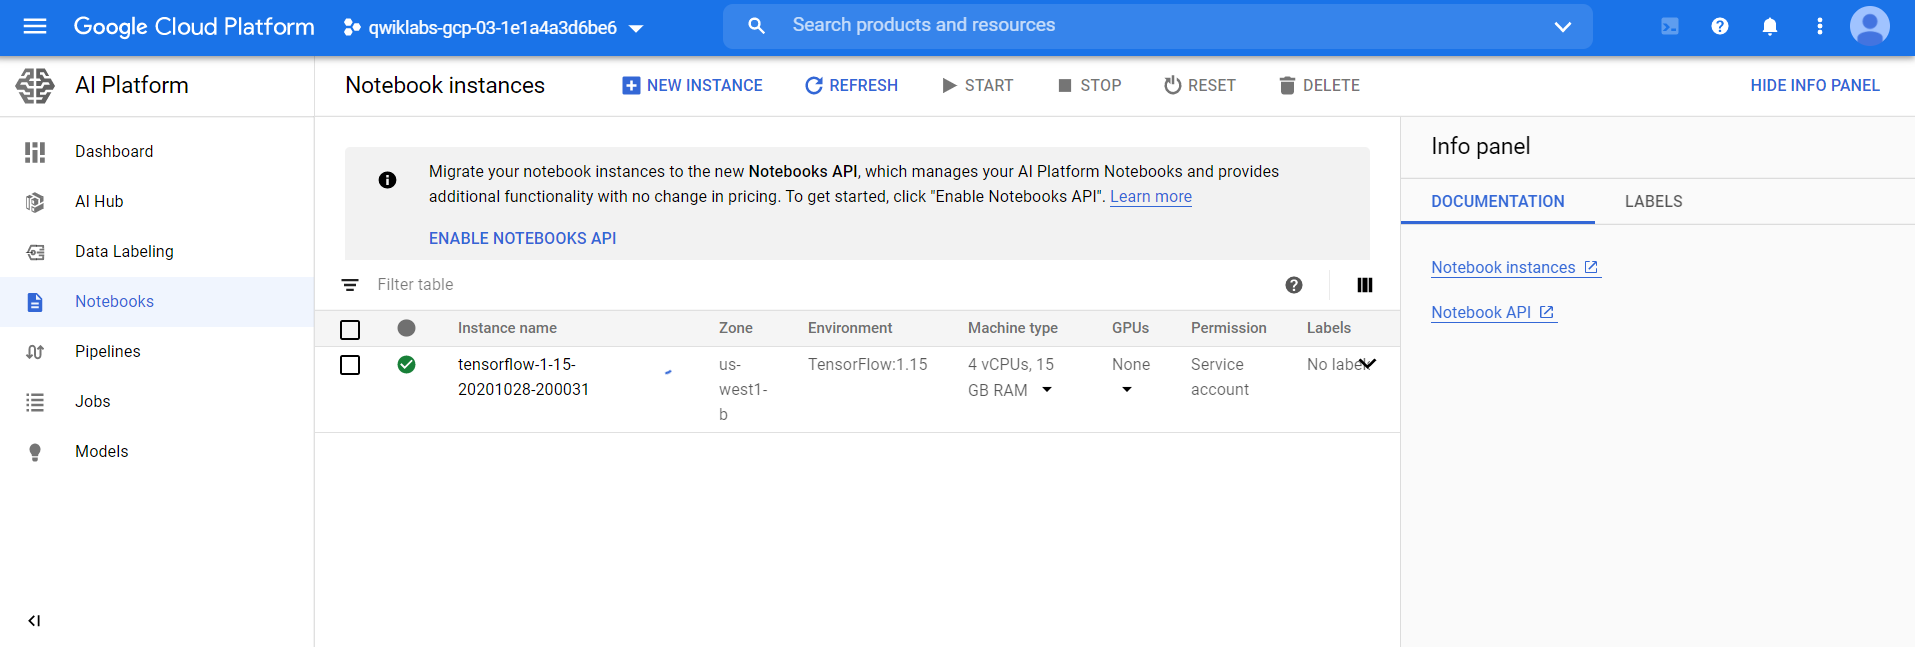 Google Cloud Platform
qwiklabs-gcp-03-1e1a4a3d6be6
Search products and resources
AI Platform
Notebook instances
NEW INSTANCE
REFRESH
START
STOP
RESET
DELETE
HIDE INFO PANEL
Dashboard
AI Hub
Data Labeling
Notebooks
Pipelines
Jobs
Models
Migrate your notebook instances to the new Notebooks API, which manages your AI Platform Notebooks and provides
additional functionality with no change in pricing. To get started, click "Enable Notebooks API". Learn more
ENABLE NOTEBOOKS API
Filter table
Instance name Zone Environment Machine type GPUs Permission Labels
tensorflow-1-15-
20201028-200031
us-
west1-
b
TensorFlow:1.15
4 vCPUs, 15
GB RAM
None
Service
account
No labels
Info panel
DOCUMENTATION
LABELS
Notebook instances
Notebook API